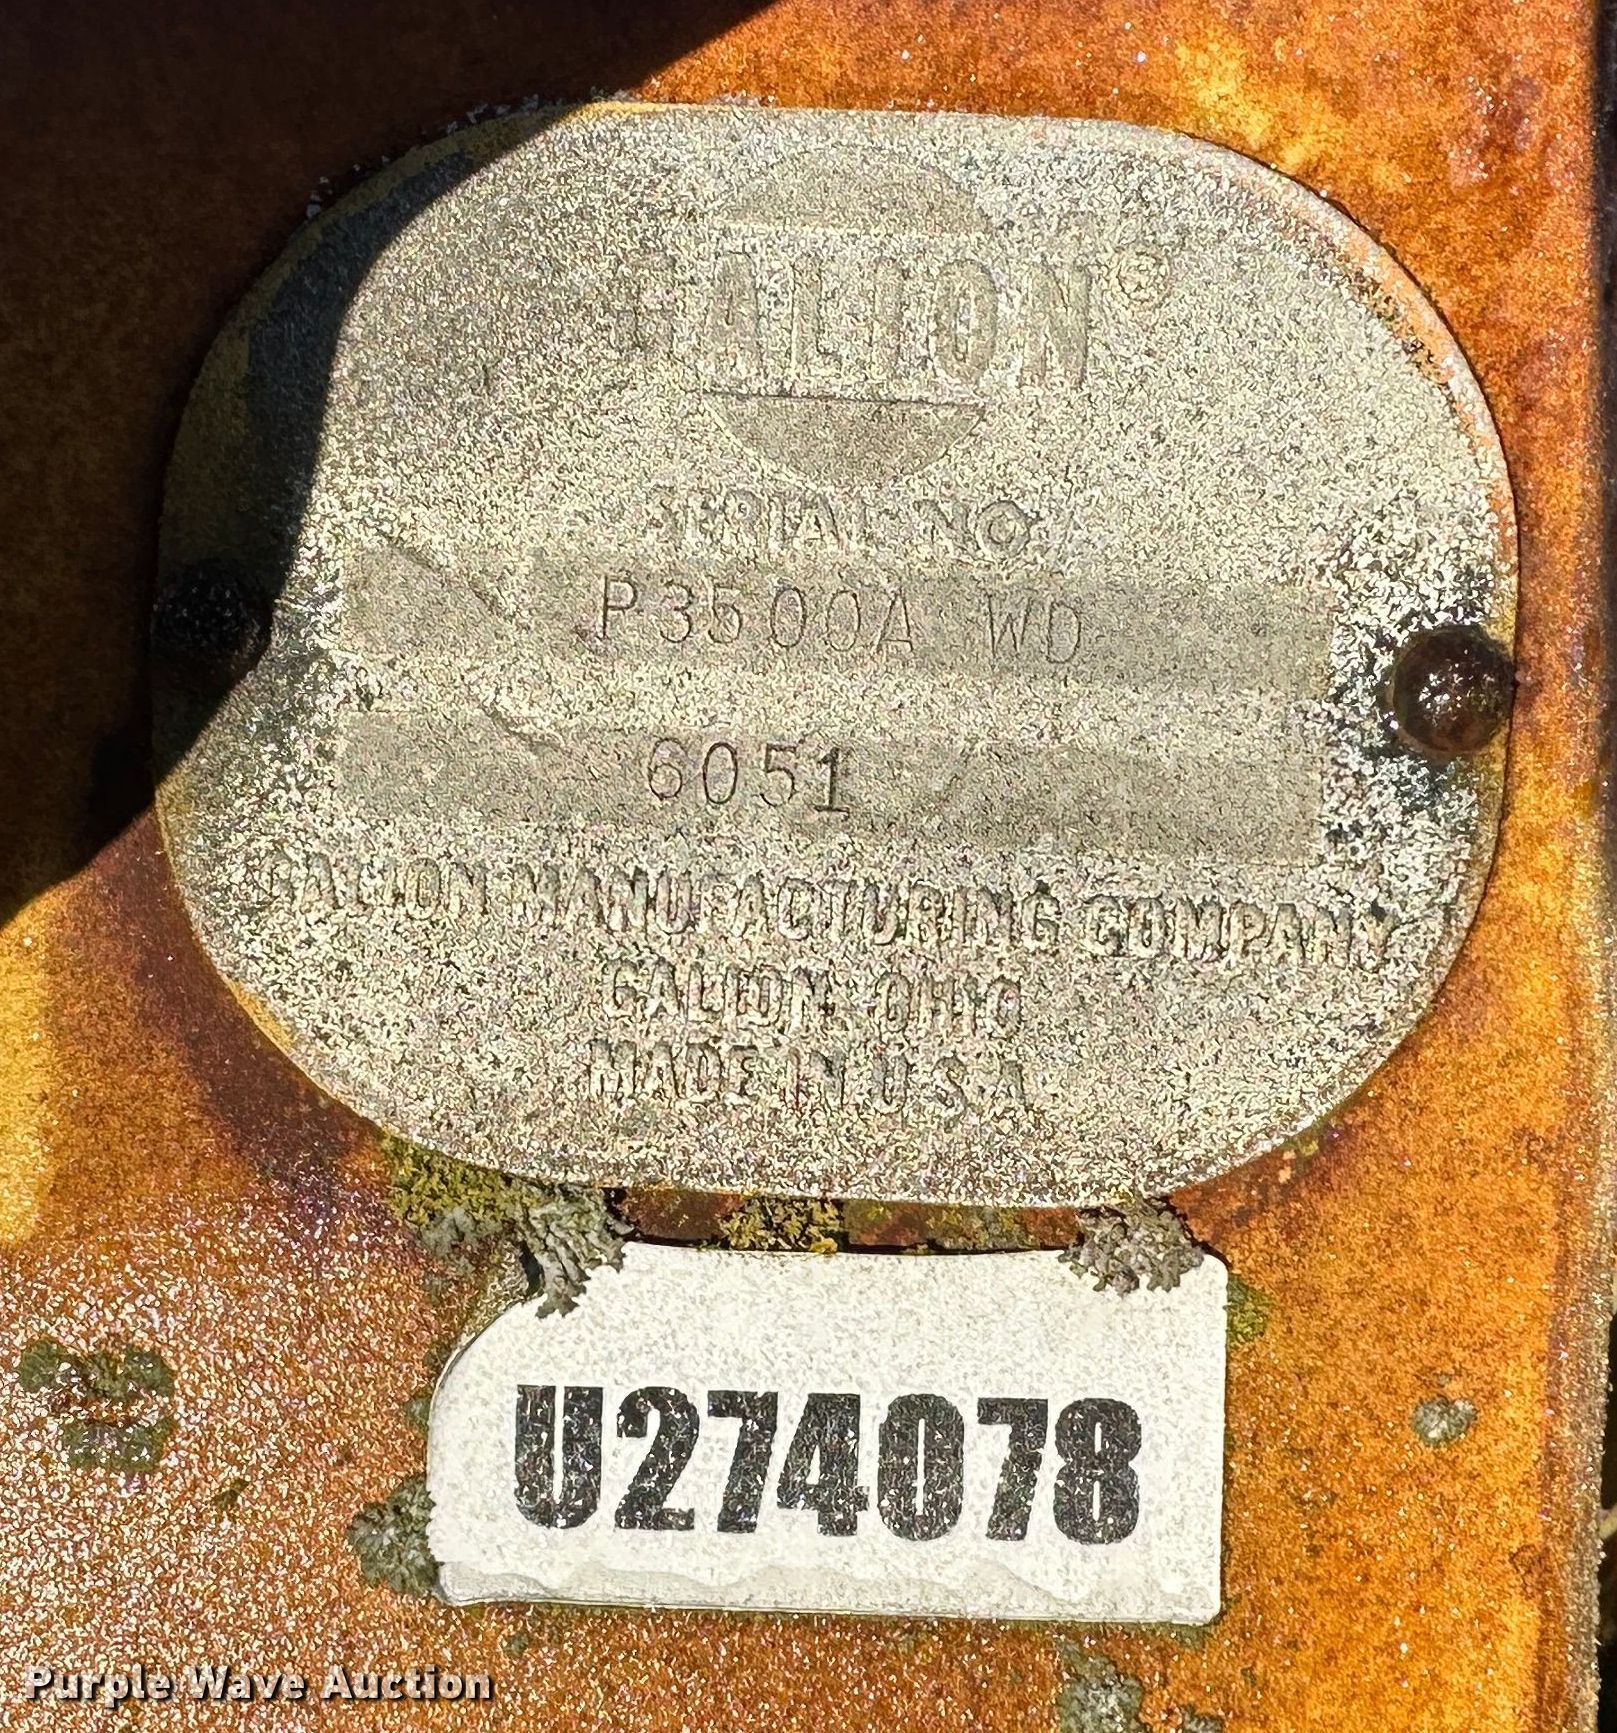 GALION®
SERIAL NO.
P3500A WD
6051
GALION MANUFACTURING COMPANY
GALION, OHIO
MADE IN U.S.A.
U274078
Purple Wave Auction